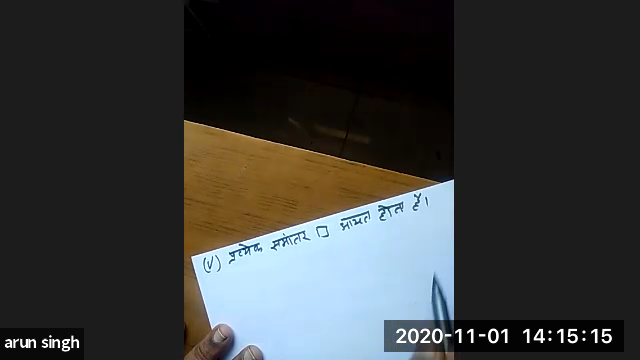 (v) प्रत्येक समांतर □ आयत होता है।
arun singh
2020-11-01 14:15:15